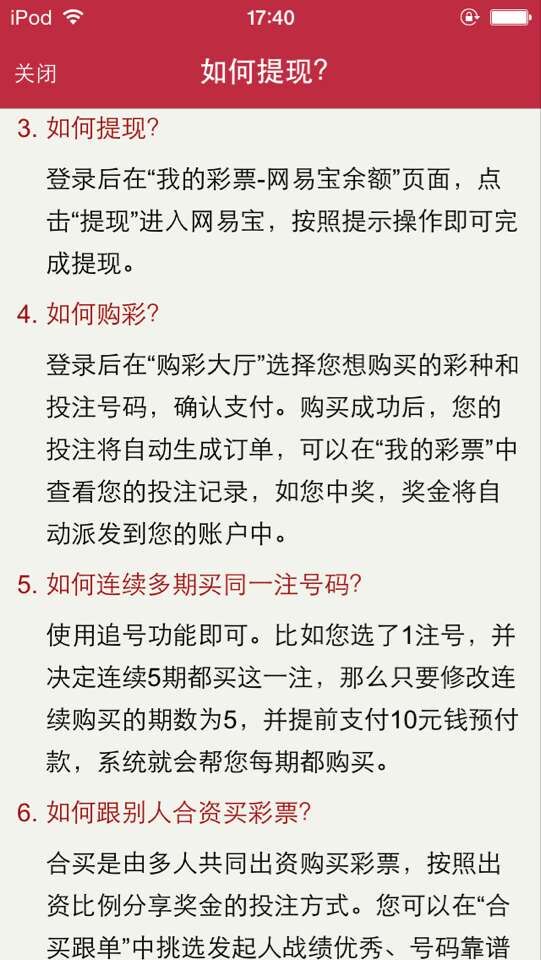 iPod 17:40
关闭 如何提现？
3. 如何提现？
登录后在“我的彩票-网易宝余额”页面，点
击“提现”进入网易宝，按照提示操作即可完
成提现。
4. 如何购彩？
登录后在“购彩大厅”选择您想购买的彩种和
投注号码，确认支付。购买成功后，您的
投注将自动生成订单，可以在“我的彩票”中
查看您的投注记录，如您中奖，奖金将自
动派发到您的账户中。
5. 如何连续多期买同一注号码？
使用追号功能即可。比如您选了1注号，并
决定连续5期都买这一注，那么只要修改连
续购买的期数为5，并提前支付10元钱预付
款，系统就会帮您每期都购买。
6. 如何跟别人合资买彩票？
合买是由多人共同出资购买彩票，按照出
资比例分享奖金的投注方式。您可以在“合
买跟单”中挑选发起人战绩优秀、号码靠谱